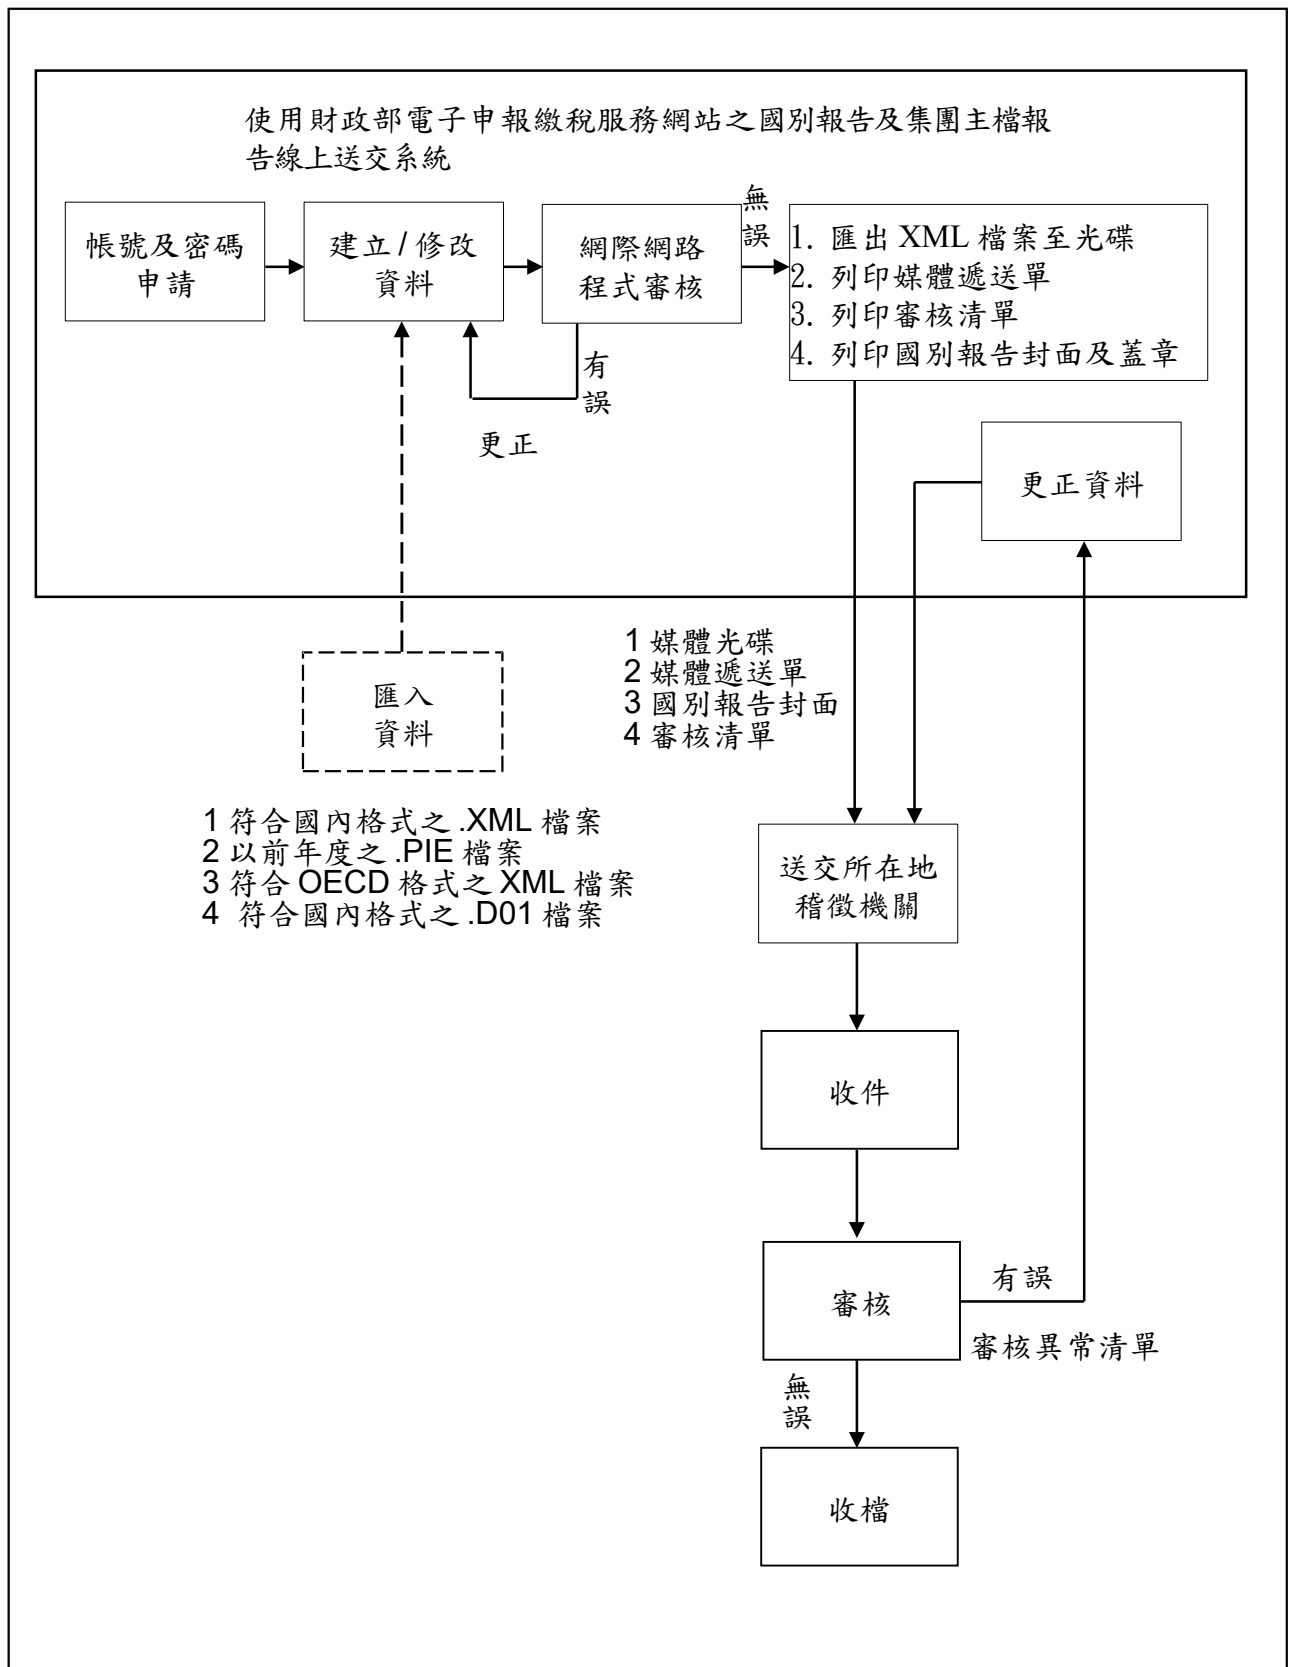 使用財政部電子申報繳稅服務網站之國別報告及集團主檔報
告線上送交系統
帳號及密碼
申請
建立/修改
資料
網際網路
程式審核
無
誤
1. 匯出 XML 檔案至光碟
2. 列印媒體遞送單
3. 列印審核清單
4. 列印國別報告封面及蓋章
有
誤
更正
更正資料
匯入
資料
1 媒體光碟
2 媒體遞送單
3 國別報告封面
4 審核清單
1 符合國內格式之 .XML 檔案
2 以前年度之 .PIE 檔案
3 符合 OECD 格式之 XML 檔案
4 符合國內格式之 .D01 檔案
送交所在地
稽徵機關
收件
審核
有誤
審核異常清單
無
誤
收檔